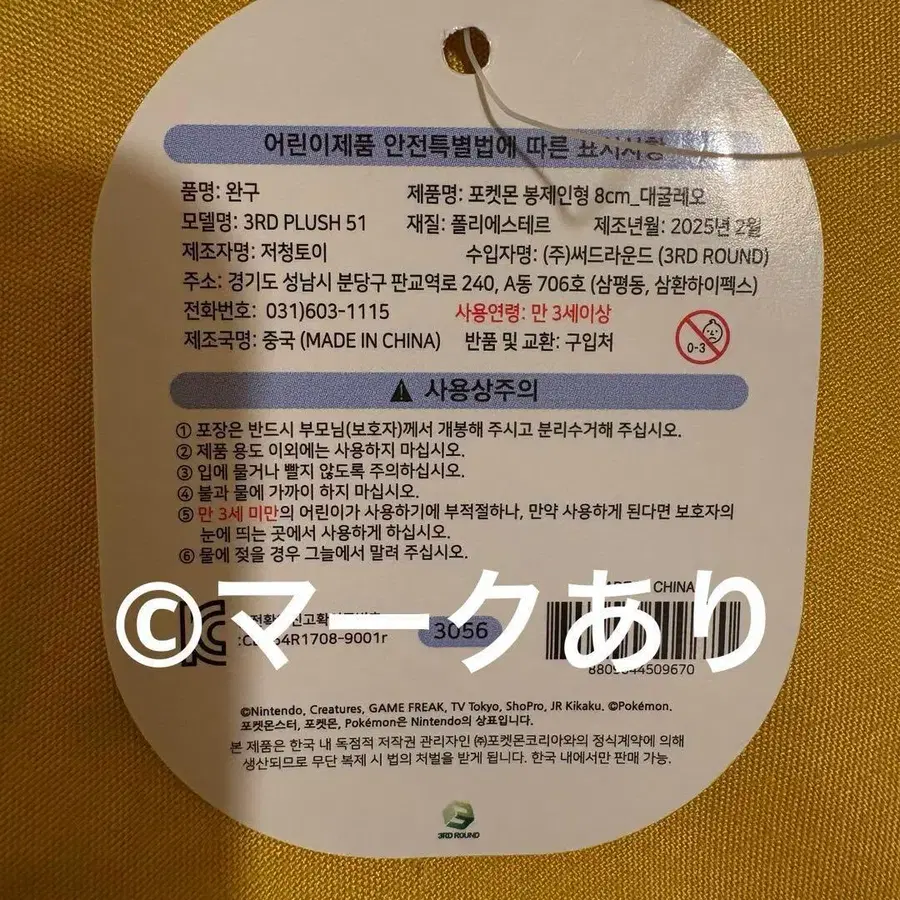 어린이제품 안전특별법에 따른 표시사항
품명: 완구 제품명: 포켓몬 봉제인형 8cm_대굴레오
모델명: 3RD PLUSH 51 재질: 폴리에스테르 제조년월: 2025년 2월
제조자명: 저청토이 수입자명: (주)써드라운드 (3RD ROUND)
주소: 경기도 성남시 분당구 판교역로 240, A동 706호 (삼평동, 삼환하이펙스)
전화번호: 031)603-1115 사용연령: 만 3세이상
제조국명: 중국 (MADE IN CHINA) 반품 및 교환: 구입처
0-3
사용상주의
① 포장은 반드시 부모님(보호자)께서 개봉해 주시고 분리수거해 주십시오.
② 제품 용도 이외에는 사용하지 마십시오.
③ 입에 물거나 빨지 않도록 주의하십시오.
④ 불과 물에 가까이 하지 마십시오.
⑤ 만 3세 미만의 어린이가 사용하기에 부적절하나, 만약 사용하게 된다면 보호자의
눈에 띄는 곳에서 사용하게 하십시오.
⑥ 물에 젖을 경우 그늘에서 말려 주십시오.
CHINA
©マークあり
3056
8809644509670
©Nintendo, Creatures, GAME FREAK, TV Tokyo, ShoPro, JR Kikaku. ©Pokémon.
포켓몬스터, 포켓몬, Pokémon은 Nintendo의 상표입니다.
본 제품은 한국 내 독점적 저작권 관리자인 ㈜포켓몬코리아와의 정식계약에 의해
생산되므로 무단 복제 시 법의 처벌을 받게 됩니다. 한국 내에서만 판매 가능.
3RD ROUND